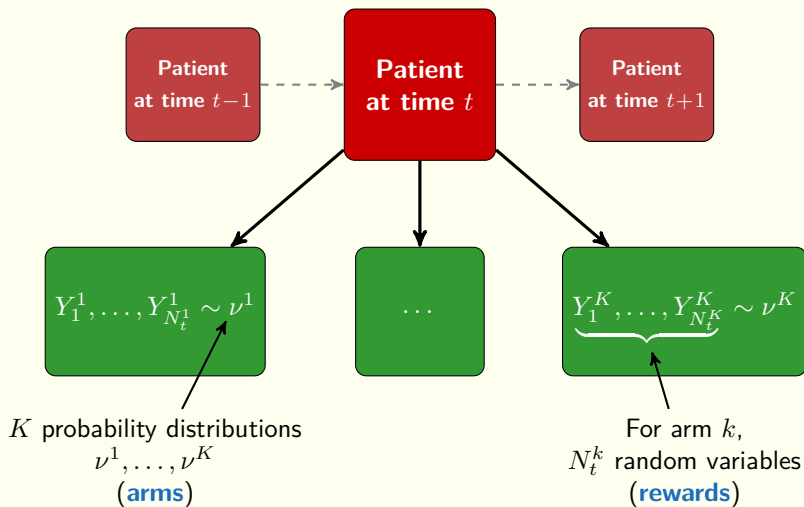 Patient
at time t−1
Patient
at time t
Patient
at time t+1
Y_1^1, …, Y_{N_t^1}^1 ∼ ν^1
…
Y_1^K, …, Y_{N_t^K}^K ∼ ν^K
K probability distributions
ν^1, …, ν^K
(arms)
For arm k,
N_t^k random variables
(rewards)